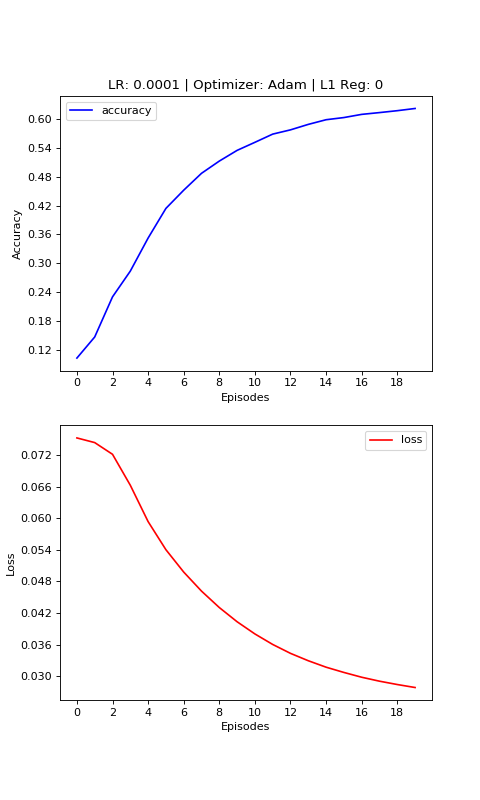 LR: 0.0001 | Optimizer: Adam | L1 Reg: 0
accuracy
0.60
0.54
0.48
0.42
0.36
0.30
0.24
0.18
0.12
Accuracy
0 2 4 6 8 10 12 14 16 18
Episodes
loss
0.072
0.066
0.060
0.054
0.048
0.042
0.036
0.030
Loss
0 2 4 6 8 10 12 14 16 18
Episodes